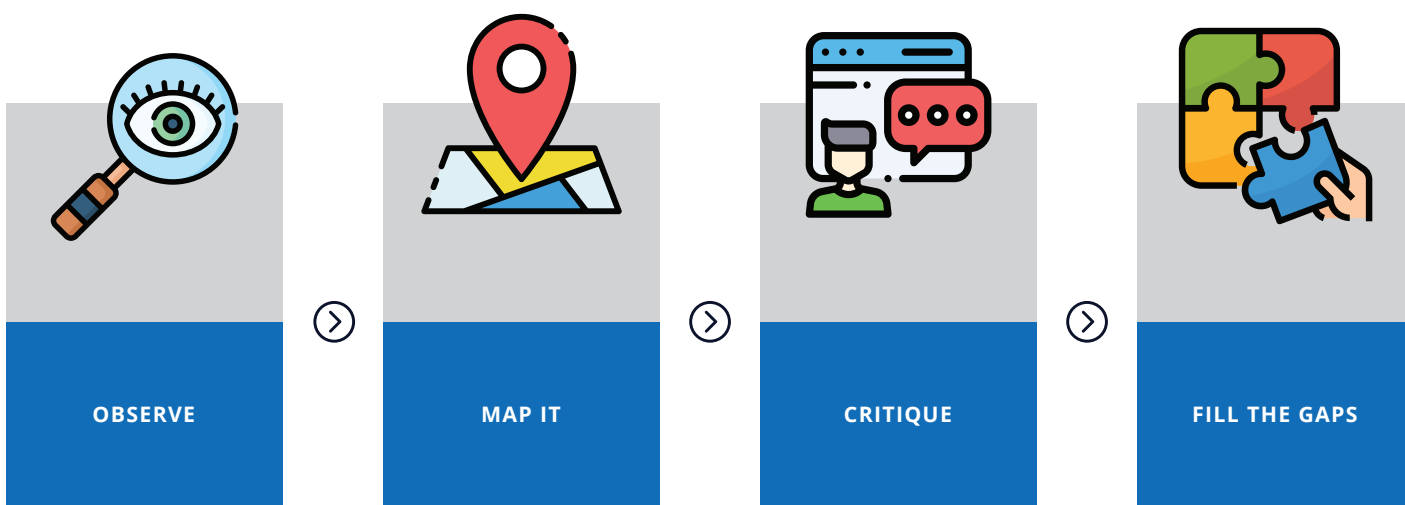 OBSERVE
MAP IT
CRITIQUE
FILL THE GAPS